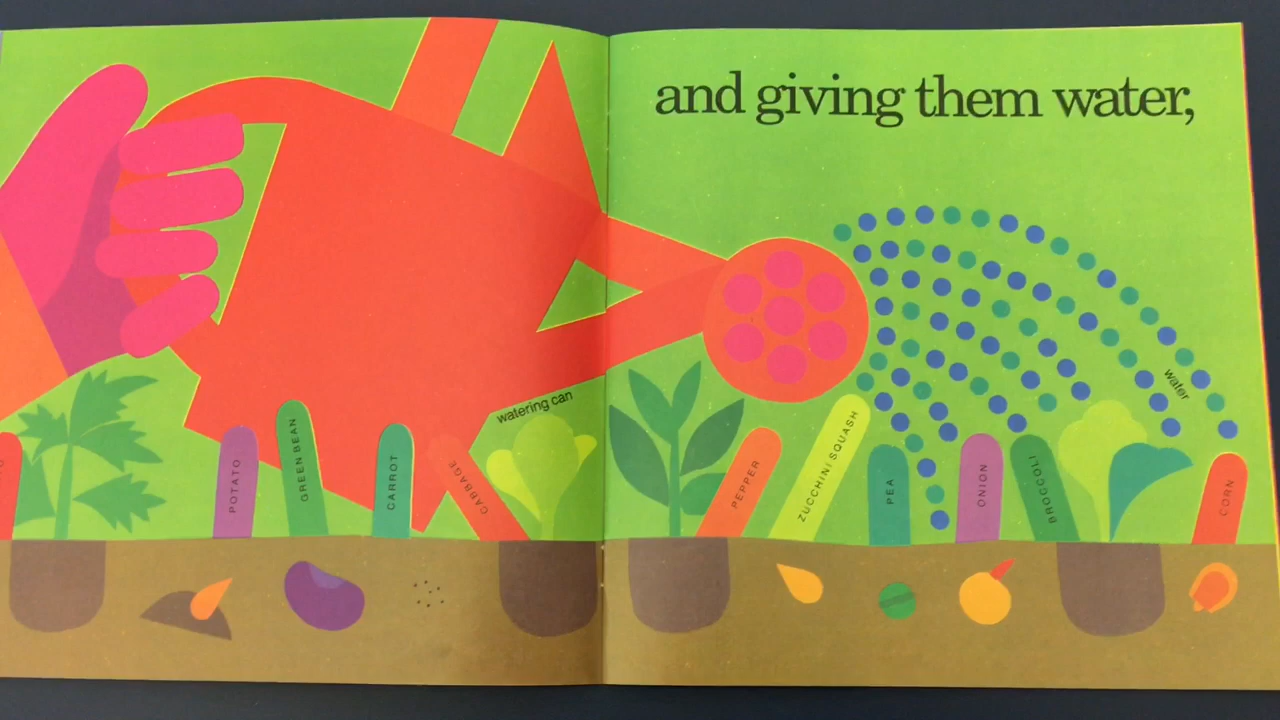 and giving them water,
watering can
water
POTATO
GREEN BEAN
CARROT
CABBAGE
PEPPER
ZUCCHINI SQUASH
PEA
ONION
BROCCOLI
CORN